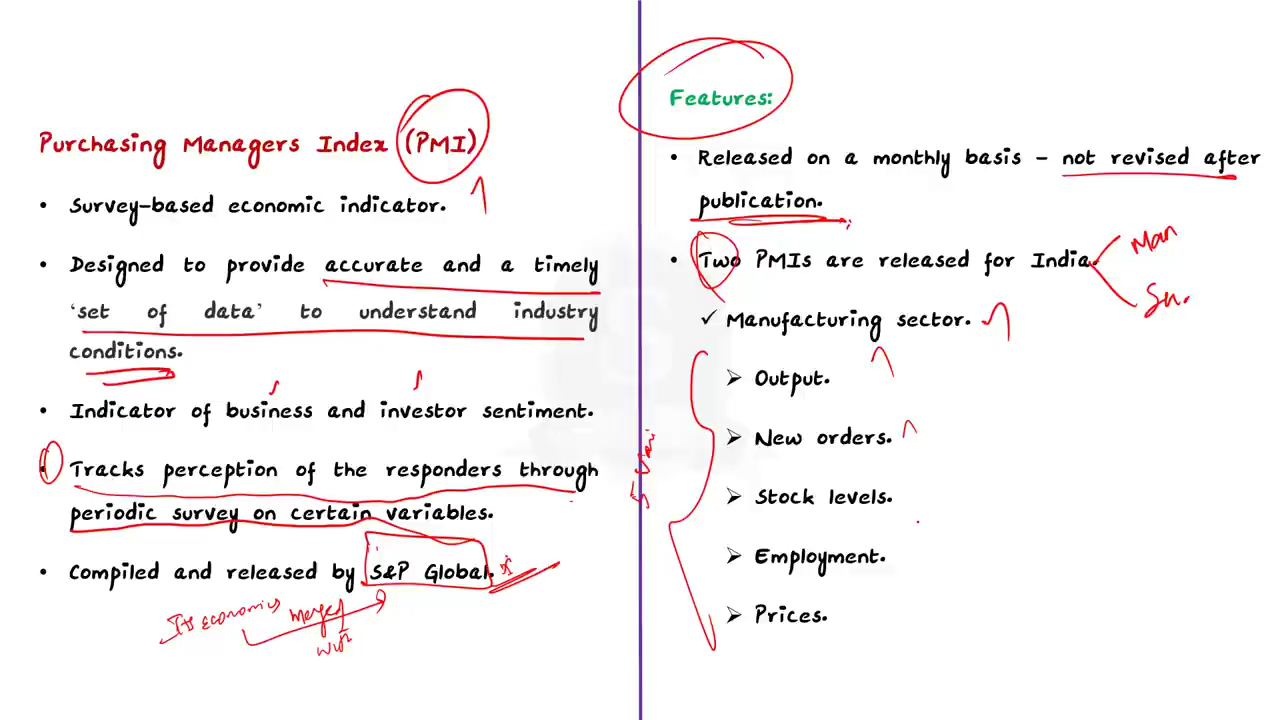 Purchasing Managers Index (PMI)
• Survey-based economic indicator.
• Designed to provide accurate and a timely
'set of data' to understand industry
conditions.
• Indicator of business and investor sentiment.
• Tracks perception of the responders through
periodic survey on certain variables.
• Compiled and released by S&P Global.
economics Merged
with
Features:
• Released on a monthly basis – not revised after
publication.
• Two PMIs are released for India.
Man
✓ Manufacturing sector.
➢ Output.
➢ New orders.
➢ Stock levels.
➢ Employment.
➢ Prices.